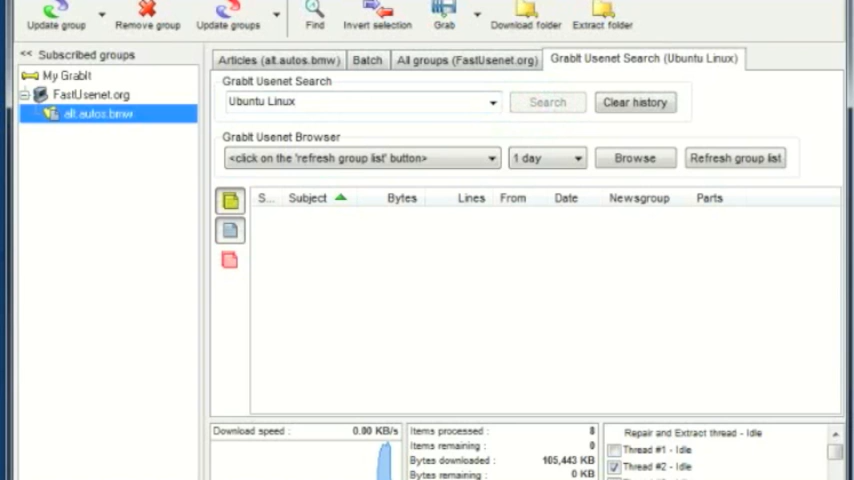 Update group Remove group Update groups Find Invert selection Grab Download folder Extract folder
<< Subscribed groups
My GrabIt
FastUsenet.org
alt.autos.bmw
Articles (alt.autos.bmw) Batch All groups (FastUsenet.org) GrabIt Usenet Search (Ubuntu Linux)
GrabIt Usenet Search
Ubuntu Linux Search Clear history
GrabIt Usenet Browser
<click on the 'refresh group list' button> 1 day Browse Refresh group list
S... Subject Bytes Lines From Date Newsgroup Parts
Download speed : 0.00 KB/s
Items processed : 8
Items remaining : 0
Bytes downloaded : 105,443 KB
Bytes remaining : 0 KB
Repair and Extract thread - Idle
Thread #1 - Idle
Thread #2 - Idle